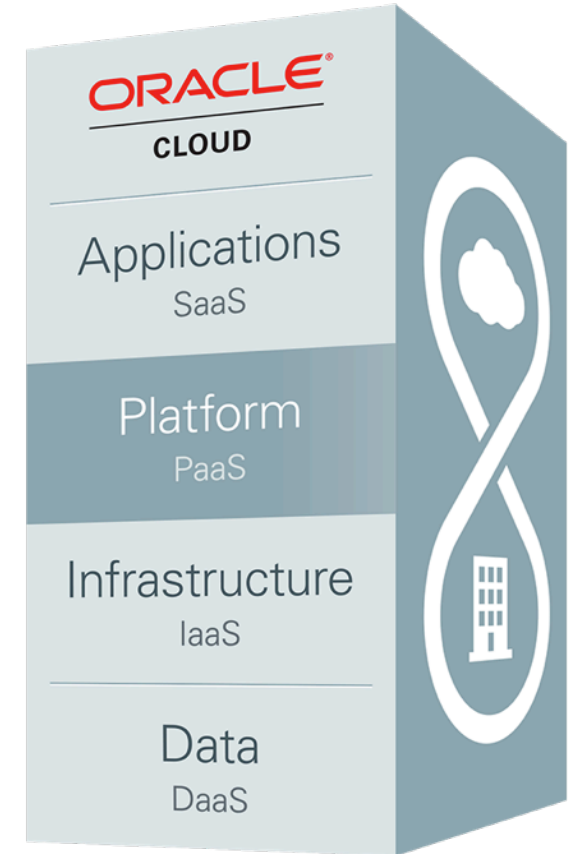 ORACLE®
CLOUD
Applications
SaaS
Platform
PaaS
Infrastructure
IaaS
Data
DaaS